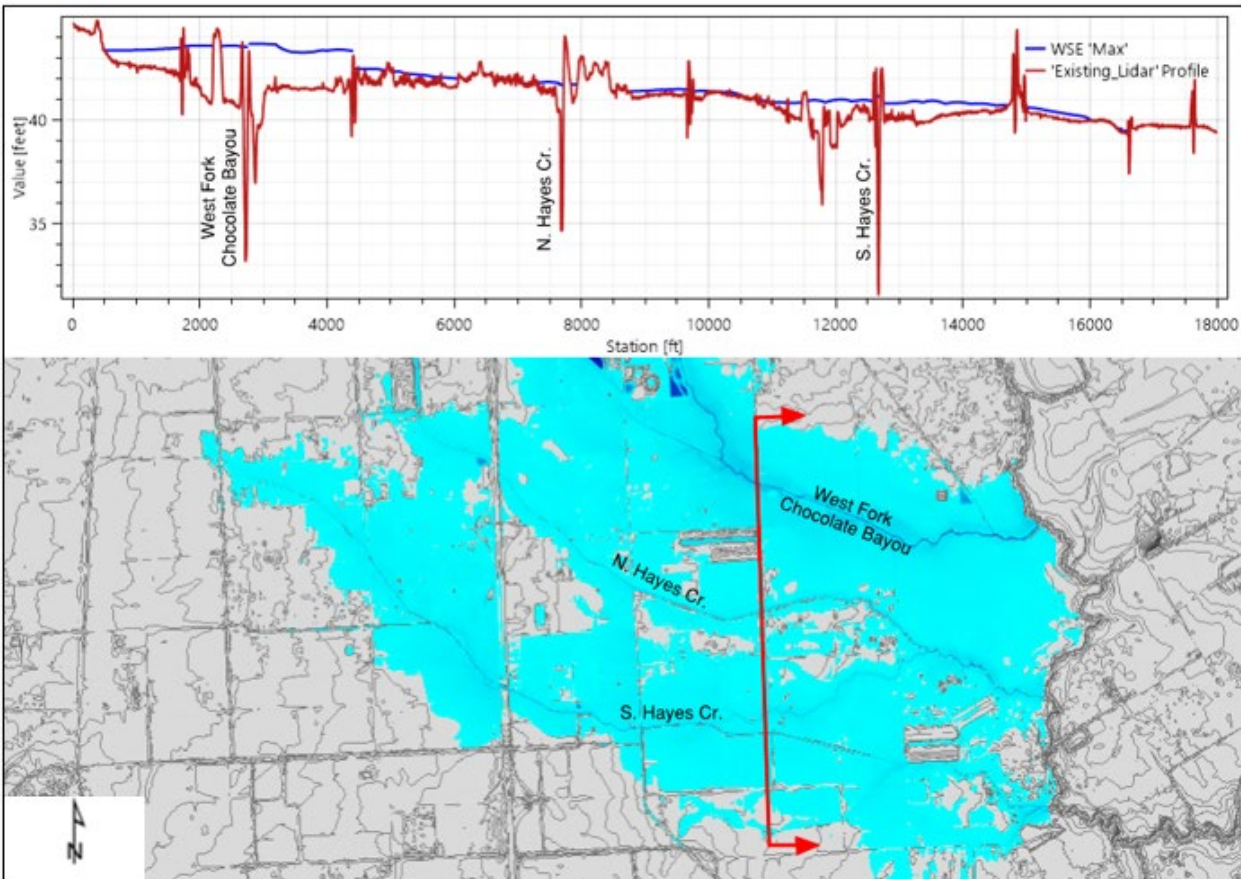 WSE 'Max'
'Existing_Lidar' Profile
Value [feet]
40
35
West Fork
Chocolate Bayou
N. Hayes Cr.
S. Hayes Cr.
0 2000 4000 6000 8000 10000 12000 14000 16000 18000
Station [ft]
West Fork
Chocolate Bayou
N. Hayes Cr.
S. Hayes Cr.
N